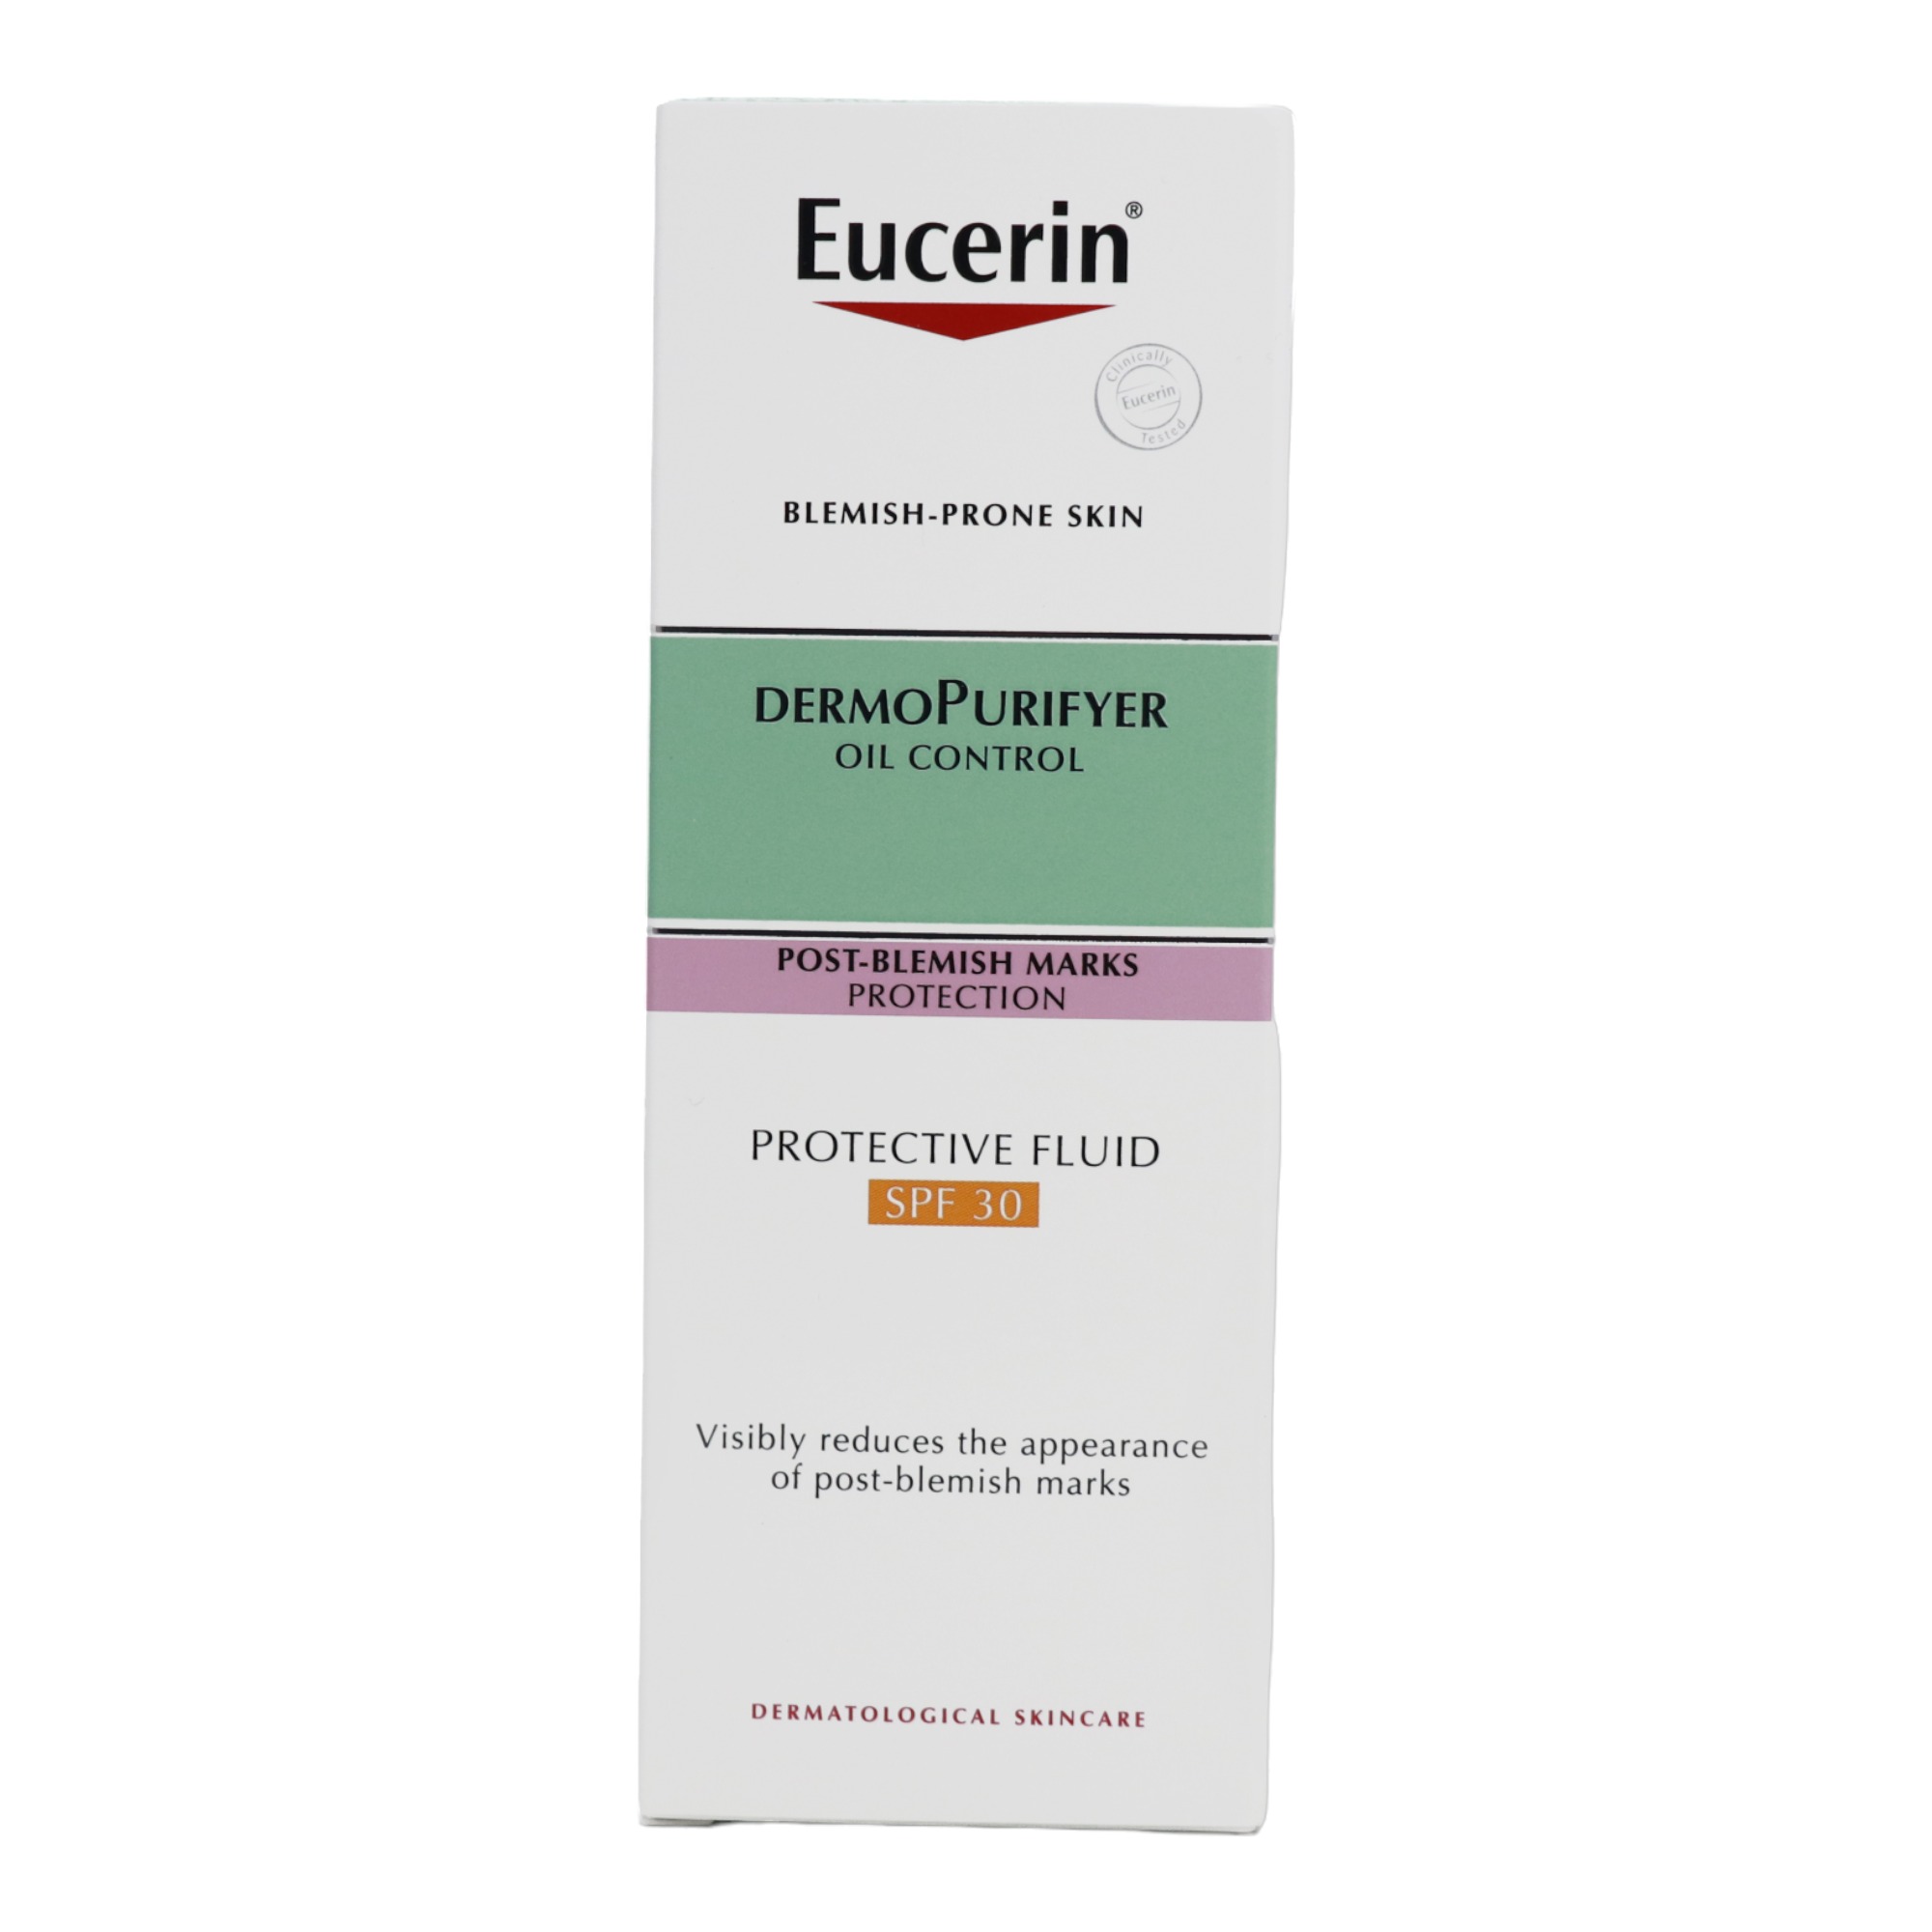 Eucerin®
Clinically
Eucerin
Tested
BLEMISH-PRONE SKIN
DERMOPURIFYER
OIL CONTROL
POST-BLEMISH MARKS
PROTECTION
PROTECTIVE FLUID
SPF 30
Visibly reduces the appearance
of post-blemish marks
DERMATOLOGICAL SKINCARE